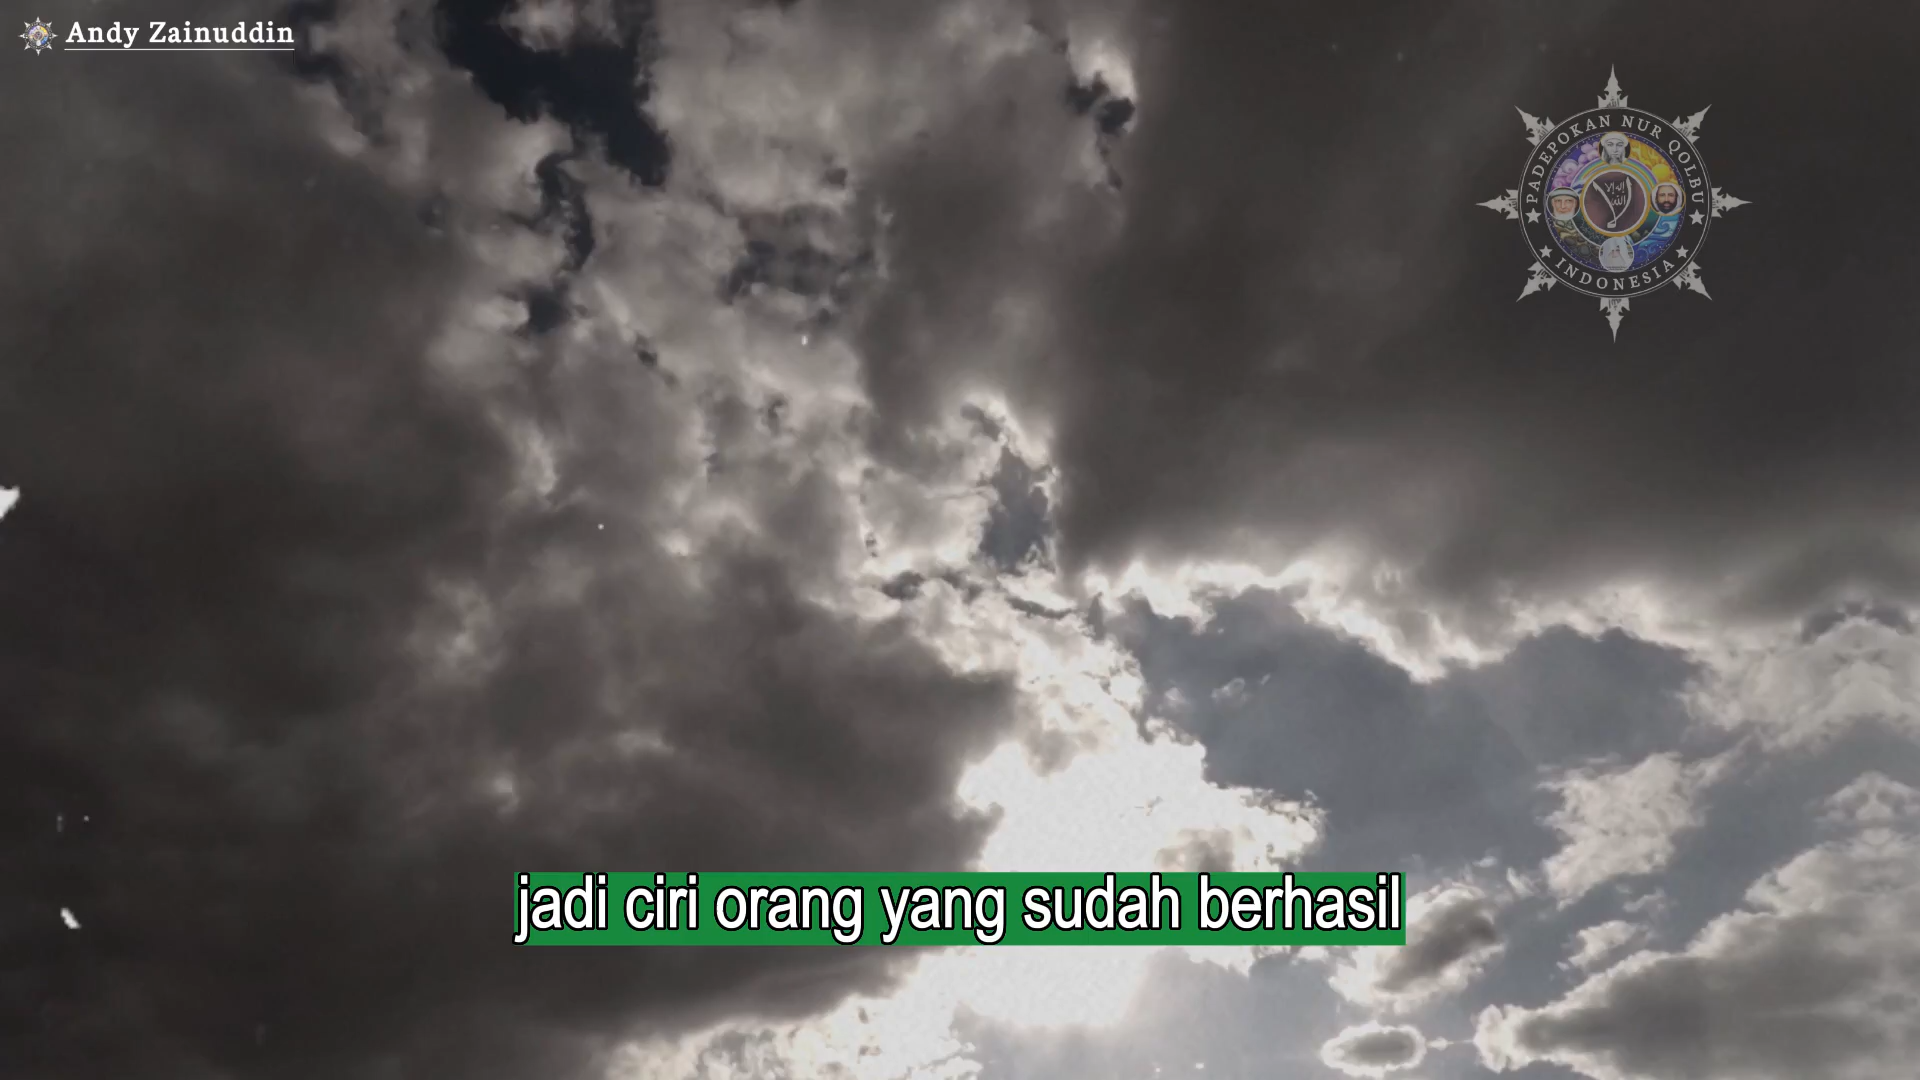 Andy Zainuddin
PADEPOKAN NUR QOLBU
INDONESIA
jadi ciri orang yang sudah berhasil